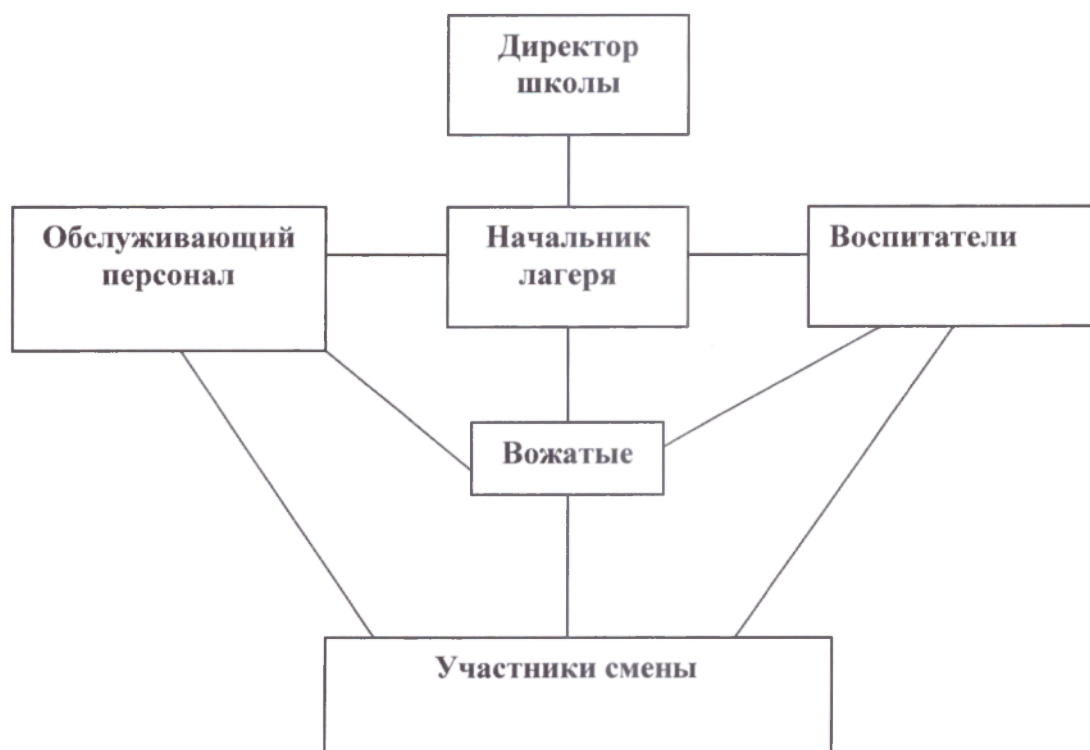 Директор
школы
Обслуживающий
персонал
Начальник
лагеря
Воспитатели
Вожатые
Участники смены